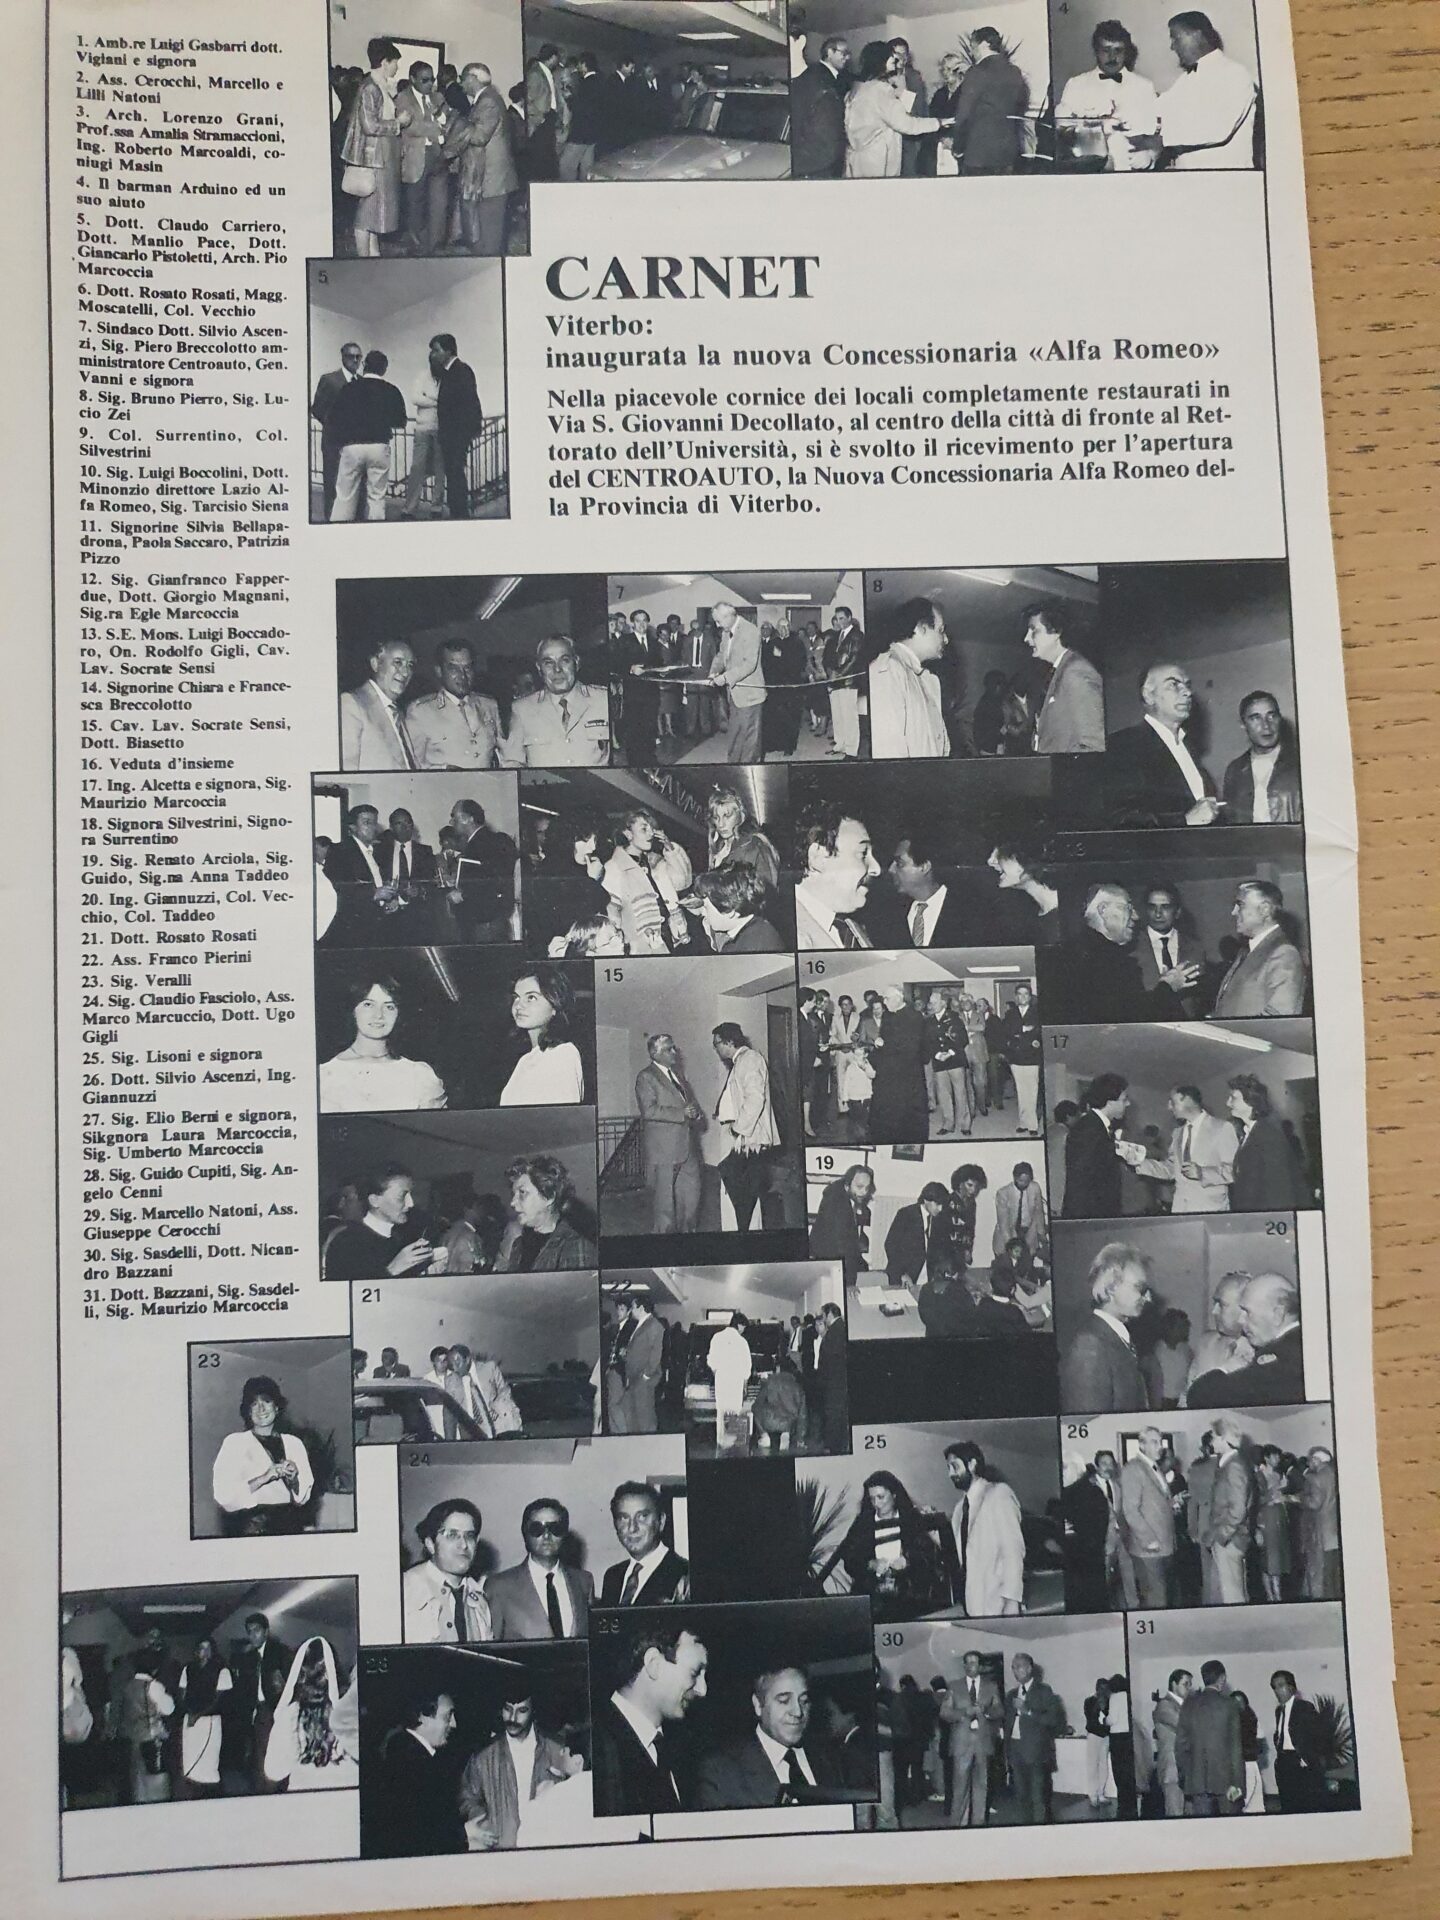 1. Amb.re Luigi Gasbarri dott.
Vigiani e signora
2. Ass. Cerocchi, Marcello e
Lilli Natoni
3. Arch. Lorenzo Grani,
Prof.ssa Amalia Stramaccioni,
Ing. Roberto Marcoaldi, co-
niugi Masin
4. Il barman Arduino ed un
suo aiuto
5. Dott. Claudo Carriero,
Dott. Manlio Pace, Dott.
Giancarlo Pistoletti, Arch. Pio
Marcoccia
6. Dott. Rosato Rosati, Magg.
Moscatelli, Col. Vecchio
7. Sindaco Dott. Silvio Ascen-
zi, Sig. Piero Breccolotto am-
ministratore Centroauto, Gen.
Vanni e signora
8. Sig. Bruno Pierro, Sig. Lu-
cio Zei
9. Col. Surrentino, Col.
Silvestrini
10. Sig. Luigi Boccolini, Dott.
Minonzio direttore Lazio Al-
fa Romeo, Sig. Tarcisio Siena
11. Signorine Silvia Bellapa-
drona, Paola Saccaro, Patrizia
Pizzo
12. Sig. Gianfranco Fapper-
due, Dott. Giorgio Magnani,
Sig.ra Egle Marcoccia
13. S.E. Mons. Luigi Boccado-
ro, On. Rodolfo Gigli, Cav.
Lav. Socrate Sensi
14. Signorine Chiara e France-
sca Breccolotto
15. Cav. Lav. Socrate Sensi,
Dott. Biasetto
16. Veduta d'insieme
17. Ing. Alcetta e signora, Sig.
Maurizio Marcoccia
18. Signora Silvestrini, Signo-
ra Surrentino
19. Sig. Renato Arciola, Sig.
Guido, Sig.na Anna Taddeo
20. Ing. Giannuzzi, Col. Vec-
chio, Col. Taddeo
21. Dott. Rosato Rosati
22. Ass. Franco Pierini
23. Sig. Veralli
24. Sig. Claudio Fasciolo, Ass.
Marco Marcuccio, Dott. Ugo
Gigli
25. Sig. Lisoni e signora
26. Dott. Silvio Ascenzi, Ing.
Giannuzzi
27. Sig. Elio Berni e signora,
Sikgnora Laura Marcoccia,
Sig. Umberto Marcoccia
28. Sig. Guido Cupiti, Sig. An-
gelo Cenni
29. Sig. Marcello Natoni, Ass.
Giuseppe Cerocchi
30. Sig. Sasdelli, Dott. Nican-
dro Bazzani
31. Dott. Bazzani, Sig. Sasdel-
li, Sig. Maurizio Marcoccia
1
2
4
5
CARNET
Viterbo:
inaugurata la nuova Concessionaria «Alfa Romeo»
Nella piacevole cornice dei locali completamente restaurati in
Via S. Giovanni Decollato, al centro della città di fronte al Ret-
torato dell'Università, si è svolto il ricevimento per l'apertura
del CENTROAUTO, la Nuova Concessionaria Alfa Romeo del-
la Provincia di Viterbo.
7
8
15
16
17
19
20
21
22
23
24
25
26
28
29
30
31